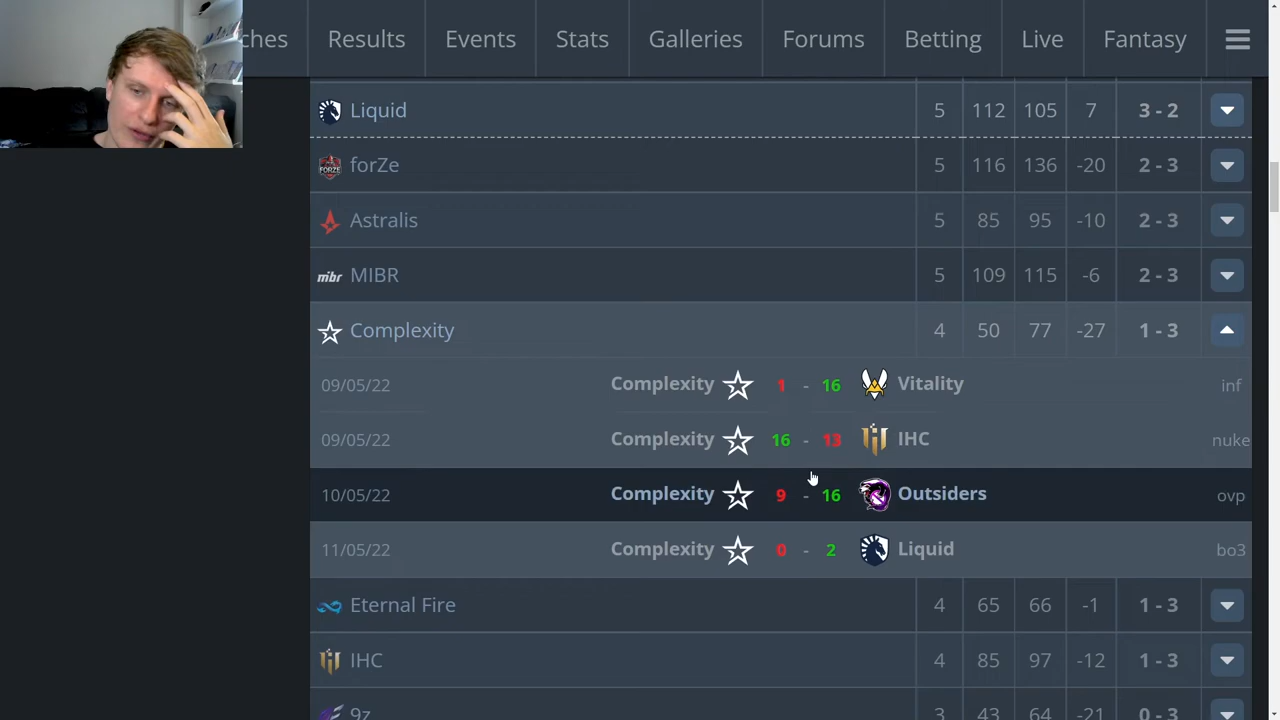 ches Results Events Stats Galleries Forums Betting Live Fantasy
Liquid 5 112 105 7 3 - 2
forZe 5 116 136 -20 2 - 3
Astralis 5 85 95 -10 2 - 3
mibr MIBR 5 109 115 -6 2 - 3
Complexity 4 50 77 -27 1 - 3
09/05/22 Complexity 1 - 16 Vitality inf
09/05/22 Complexity 16 - 13 IHC nuke
10/05/22 Complexity 9 - 16 Outsiders ovp
11/05/22 Complexity 0 - 2 Liquid bo3
Eternal Fire 4 65 66 -1 1 - 3
IHC 4 85 97 -12 1 - 3
9z 3 43 64 -21 0 - 3